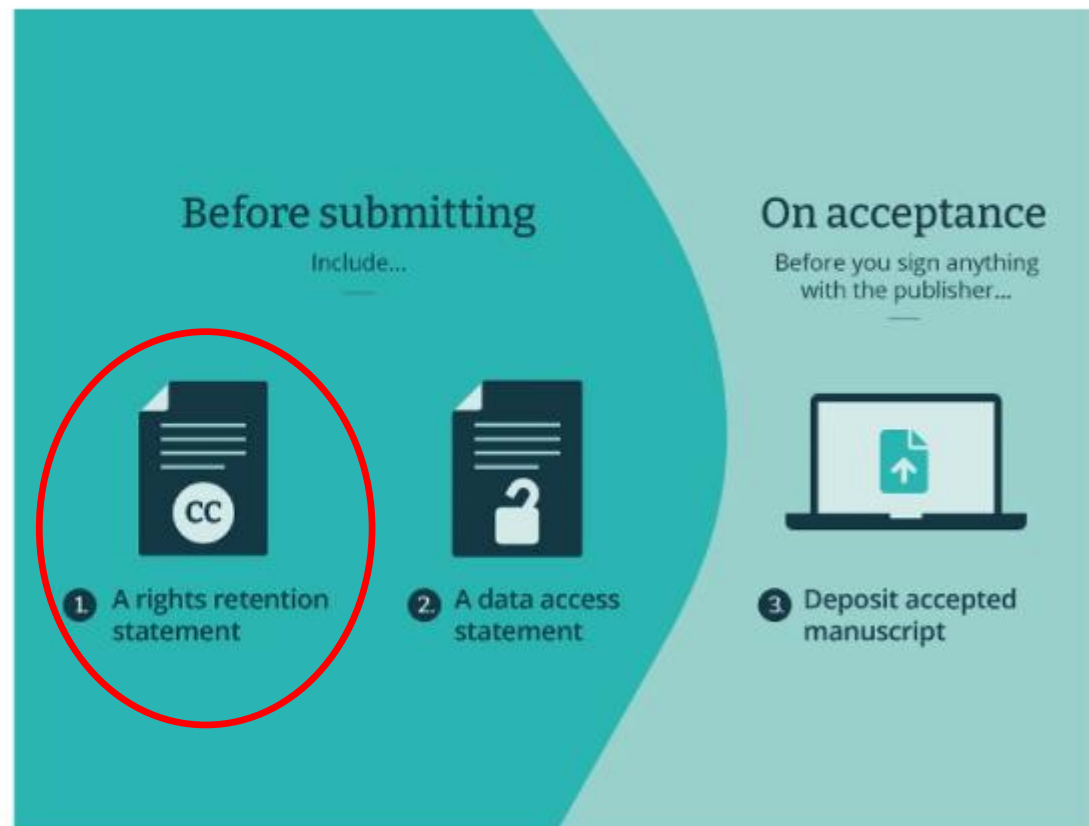 Before submitting
Include...
CC
1. A rights retention
statement
2. A data access
statement
On acceptance
Before you sign anything
with the publisher...
3. Deposit accepted
manuscript